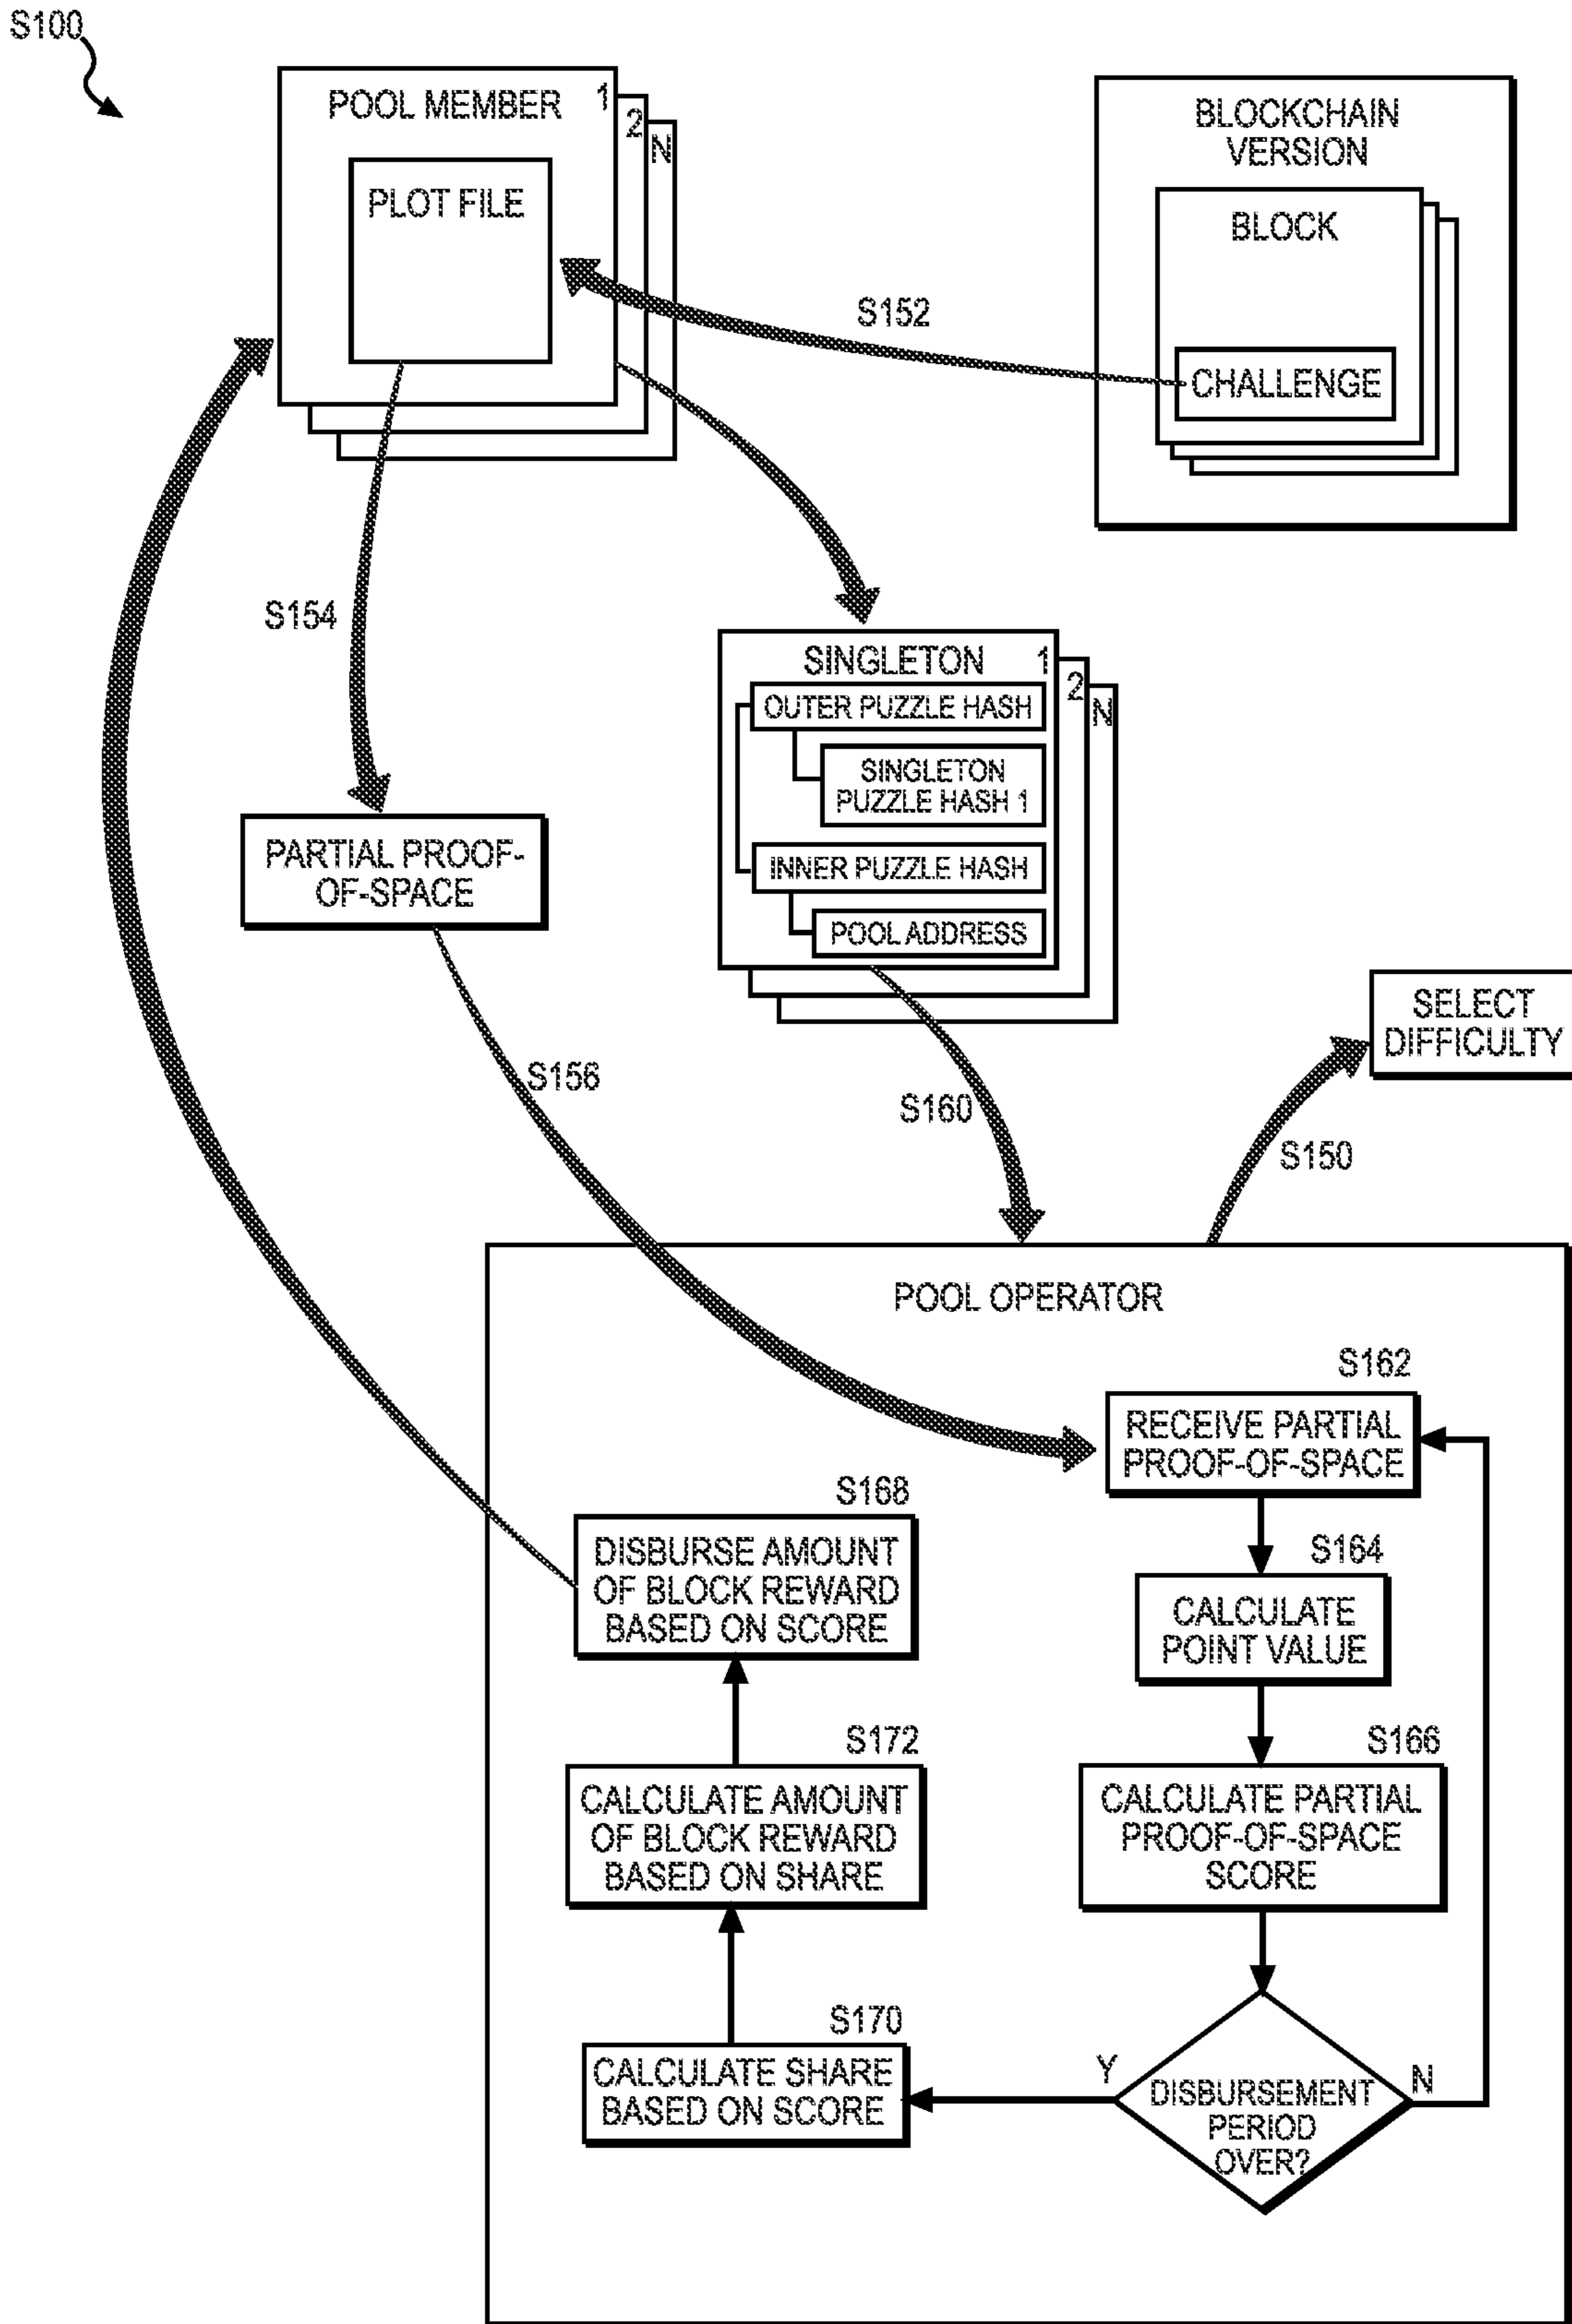 S100
POOL MEMBER
1
2
N
PLOT FILE
BLOCKCHAIN
VERSION
BLOCK
CHALLENGE
S152
S154
SINGLETON
1
2
N
OUTER PUZZLE HASH
SINGLETON
PUZZLE HASH 1
INNER PUZZLE HASH
POOL ADDRESS
PARTIAL PROOF-
OF-SPACE
SELECT
DIFFICULTY
S156
S160
S150
POOL OPERATOR
S162
RECEIVE PARTIAL
PROOF-OF-SPACE
S168
DISBURSE AMOUNT
OF BLOCK REWARD
BASED ON SCORE
S164
CALCULATE
POINT VALUE
S172
CALCULATE AMOUNT
OF BLOCK REWARD
BASED ON SHARE
S166
CALCULATE PARTIAL
PROOF-OF-SPACE
SCORE
S170
CALCULATE SHARE
BASED ON SCORE
Y
DISBURSEMENT
PERIOD
OVER?
N